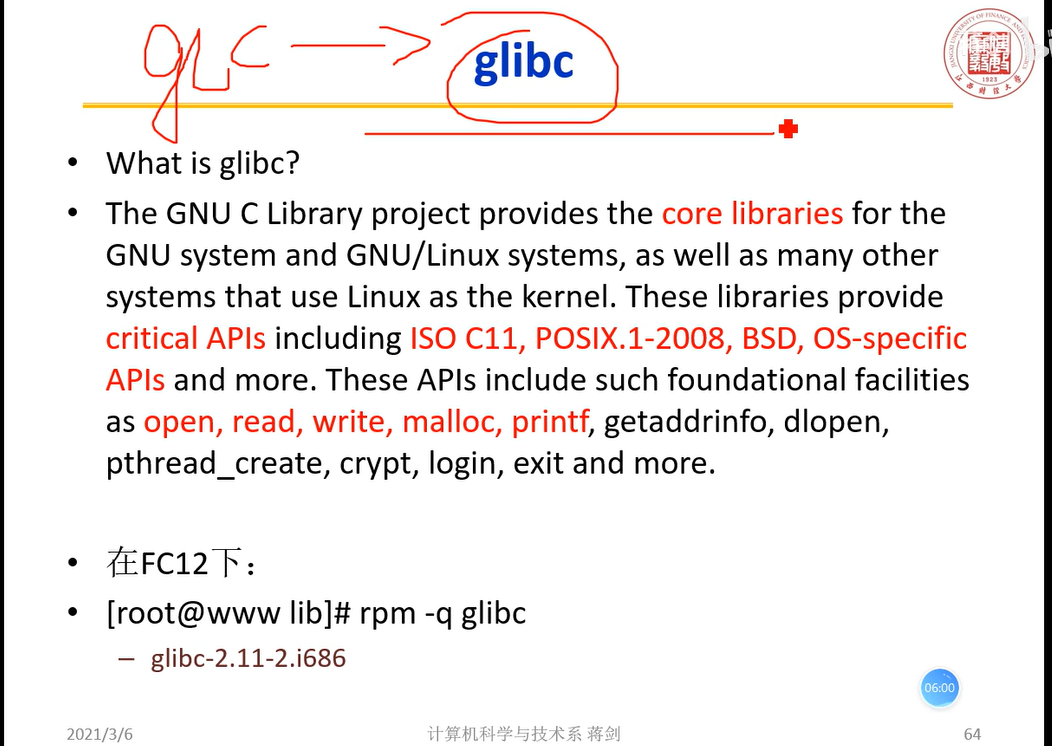 glc
glibc
• What is glibc?
• The GNU C Library project provides the core libraries for the
GNU system and GNU/Linux systems, as well as many other
systems that use Linux as the kernel. These libraries provide
critical APIs including ISO C11, POSIX.1-2008, BSD, OS-specific
APIs and more. These APIs include such foundational facilities
as open, read, write, malloc, printf, getaddrinfo, dlopen,
pthread_create, crypt, login, exit and more.
• 在FC12下：
• [root@www lib]# rpm -q glibc
– glibc-2.11-2.i686
06:00
2021/3/6
计算机科学与技术系 蒋剑
64
1923